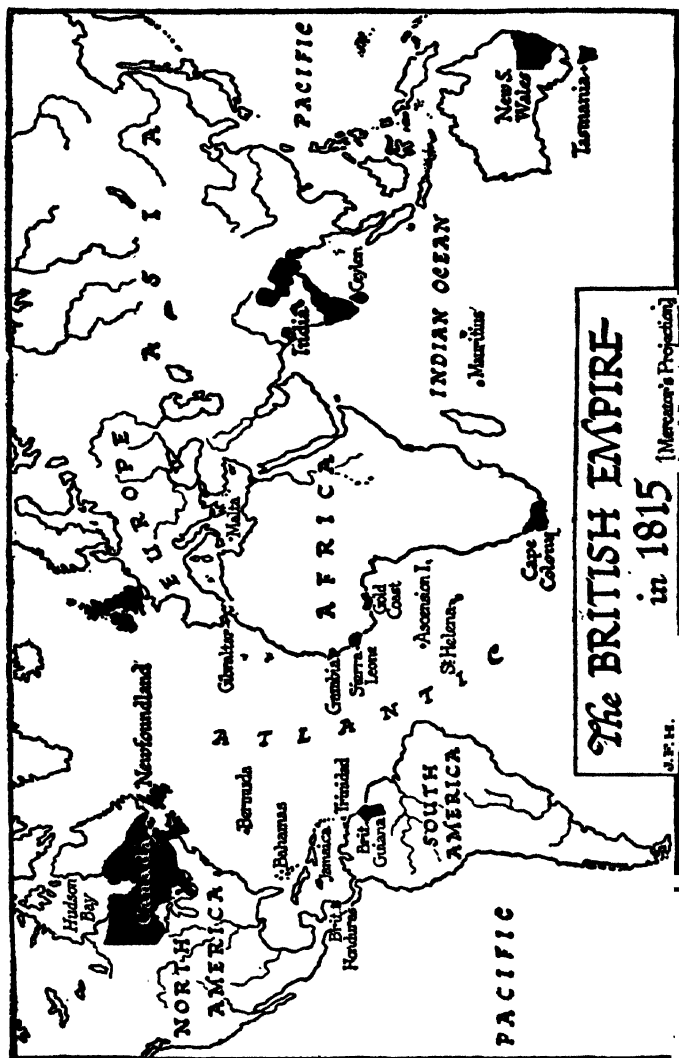 Hudson
Bay
Canada
Newfoundland
NORTH
AMERICA
Bermuda
Bahamas
Jamaica
Trinidad
Brit.
Honduras
Brit
Guiana
SOUTH
AMERICA
PACIFIC
ATLANTIC
EUROPE
Gibraltar
Malta
AFRICA
Gambia
Sierra
Leone
Gold
Coast
Ascension I.
St Helena
Cape
Colony
ASIA
India
Ceylon
INDIAN OCEAN
Mauritius
PACIFIC
New S.
Wales
Tasmania
The BRITISH EMPIRE
in 1815
[Mercator's Projection]
J.F.H.